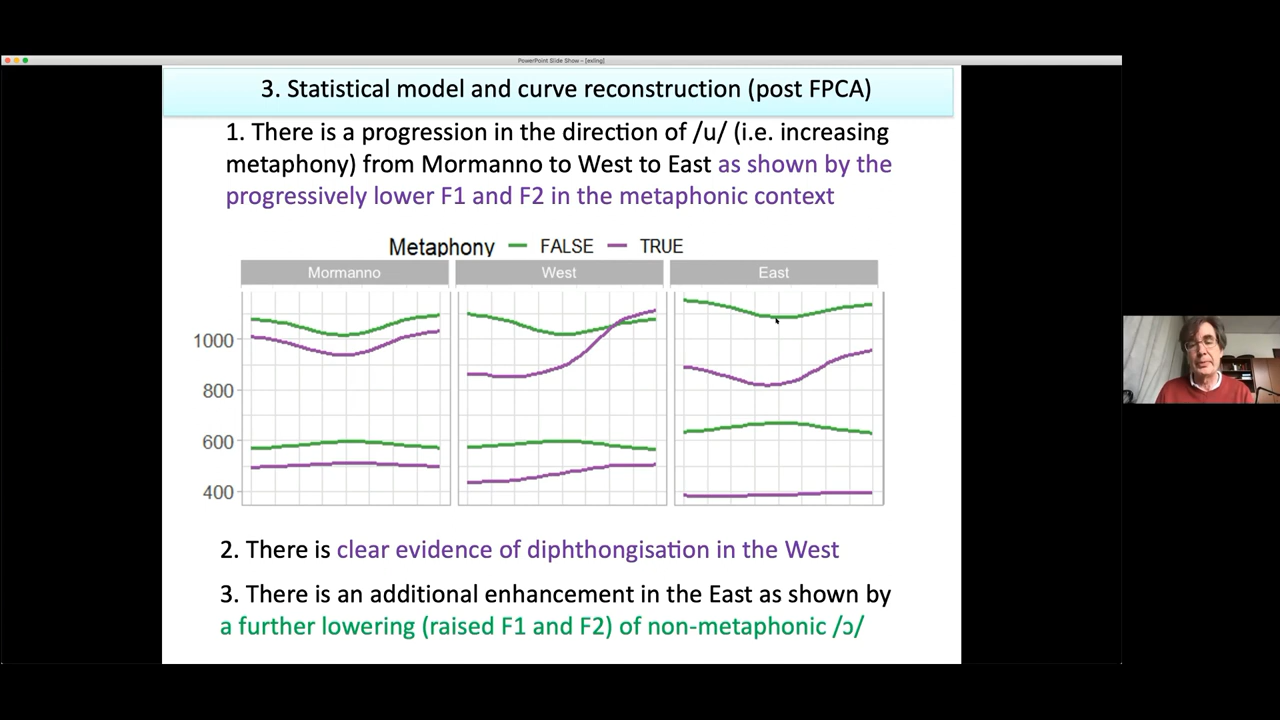 PowerPoint Slide Show – [exling]
3. Statistical model and curve reconstruction (post FPCA)
1. There is a progression in the direction of /u/ (i.e. increasing
metaphony) from Mormanno to West to East as shown by the
progressively lower F1 and F2 in the metaphonic context
Metaphony FALSE TRUE
Mormanno West East
1000
800
600
400
2. There is clear evidence of diphthongisation in the West
3. There is an additional enhancement in the East as shown by
a further lowering (raised F1 and F2) of non-metaphonic /ɔ/